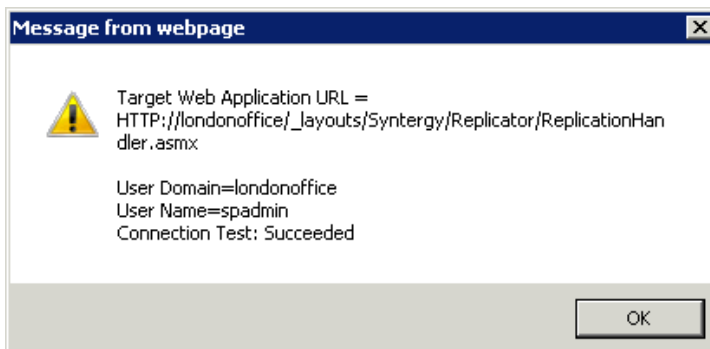 Message from webpage
Target Web Application URL =
HTTP://londonoffice/_layouts/Syntergy/Replicator/ReplicationHan
dler.asmx
User Domain=londonoffice
User Name=spadmin
Connection Test: Succeeded
OK